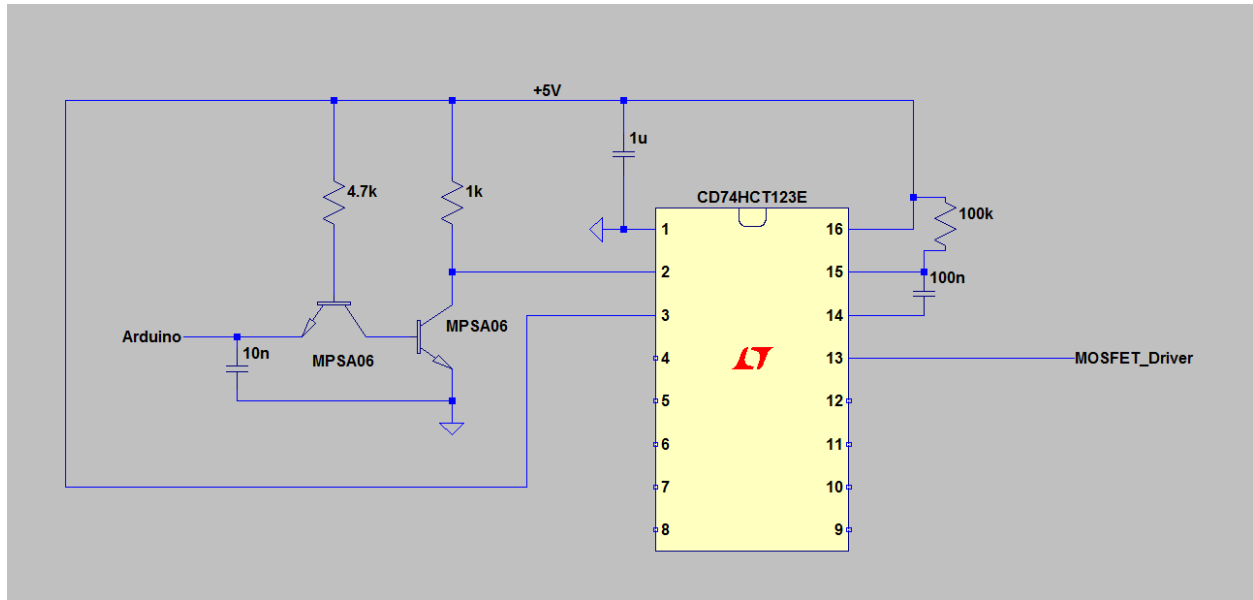 +5V
1u
4.7k
1k
CD74HCT123E
100k
1 16
2 15
100n
3 14
MPSA06
Arduino
10n
MPSA06
4 13
MOSFET_Driver
5 12
6 11
7 10
8 9